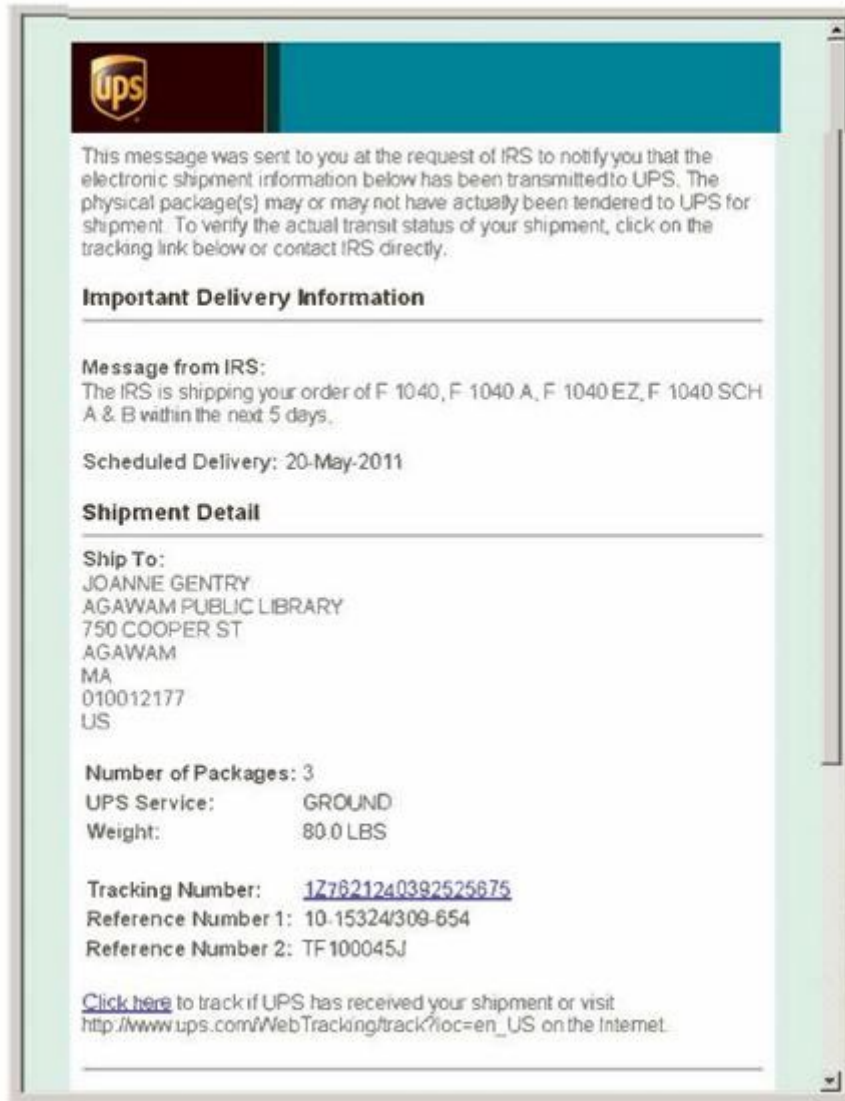 ups
This message was sent to you at the request of IRS to notify you that the
electronic shipment information below has been transmitted to UPS. The
physical package(s) may or may not have actually been tendered to UPS for
shipment. To verify the actual transit status of your shipment, click on the
tracking link below or contact IRS directly.
Important Delivery Information
Message from IRS:
The IRS is shipping your order of F 1040, F 1040 A, F 1040 EZ, F 1040 SCH
A & B within the next 5 days.
Scheduled Delivery: 20-May-2011
Shipment Detail
Ship To:
JOANNE GENTRY
AGAWAM PUBLIC LIBRARY
750 COOPER ST
AGAWAM
MA
010012177
US
Number of Packages: 3
UPS Service: GROUND
Weight: 80.0 LBS
Tracking Number: 1Z7621240392525675
Reference Number 1: 10-15324/309-654
Reference Number 2: TF100045J
Click here to track if UPS has received your shipment or visit
http://www.ups.com/WebTracking/track?loc=en_US on the Internet.